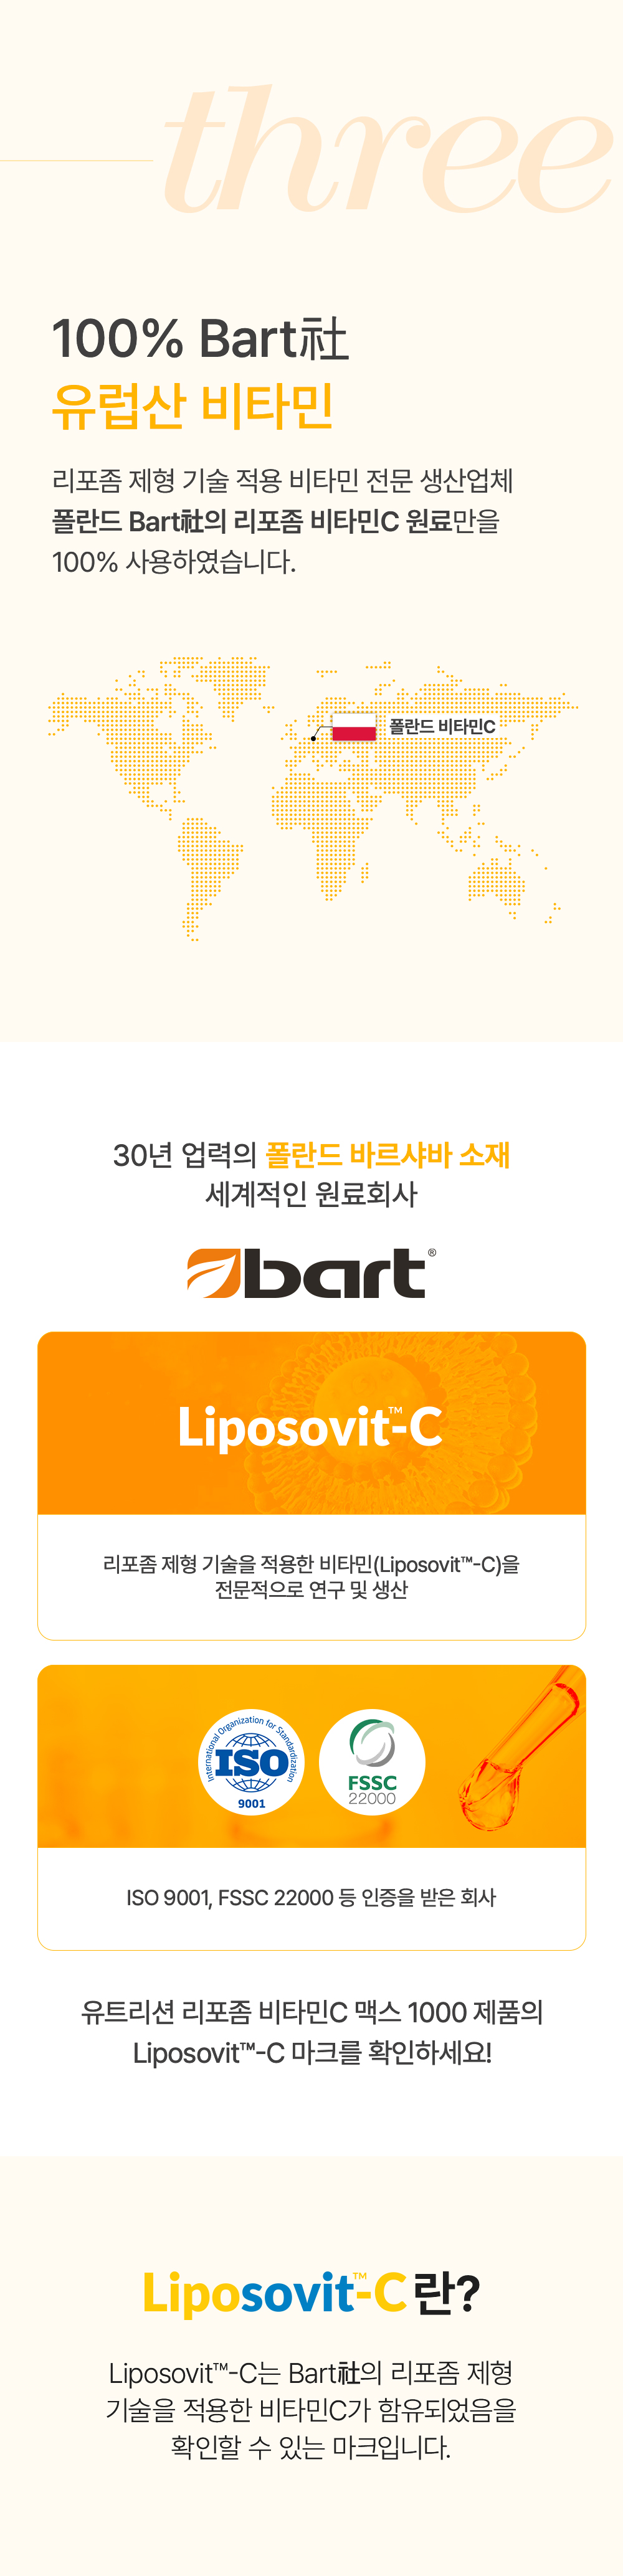 three
100% Bart社
유럽산 비타민
리포좀 제형 기술 적용 비타민 전문 생산업체
폴란드 Bart社의 리포좀 비타민C 원료만을
100% 사용하였습니다.
폴란드 비타민C
30년 업력의 폴란드 바르샤바 소재
세계적인 원료회사
bart®
Liposovit™-C
리포좀 제형 기술을 적용한 비타민(Liposovit™-C)을
전문적으로 연구 및 생산
International Organization for Standardization
ISO
9001
FSSC
22000
ISO 9001, FSSC 22000 등 인증을 받은 회사
유트리션 리포좀 비타민C 맥스 1000 제품의
Liposovit™-C 마크를 확인하세요!
Liposovit™-C란?
Liposovit™-C는 Bart社의 리포좀 제형
기술을 적용한 비타민C가 함유되었음을
확인할 수 있는 마크입니다.